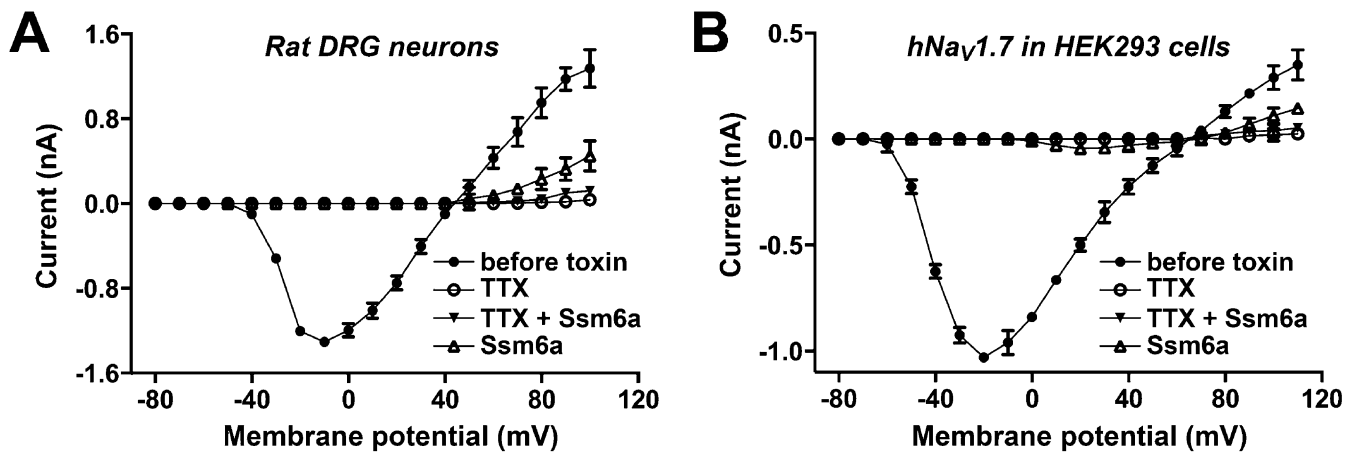 A
Rat DRG neurons
1.6
0.8
0.0
-0.8
-1.6
Current (nA)
before toxin
TTX
TTX + Ssm6a
Ssm6a
-80
-40
0
40
80
120
Membrane potential (mV)
B
hNaV1.7 in HEK293 cells
0.5
0.0
-0.5
-1.0
Current (nA)
before toxin
TTX
TTX + Ssm6a
Ssm6a
-80
-40
0
40
80
120
Membrane potential (mV)